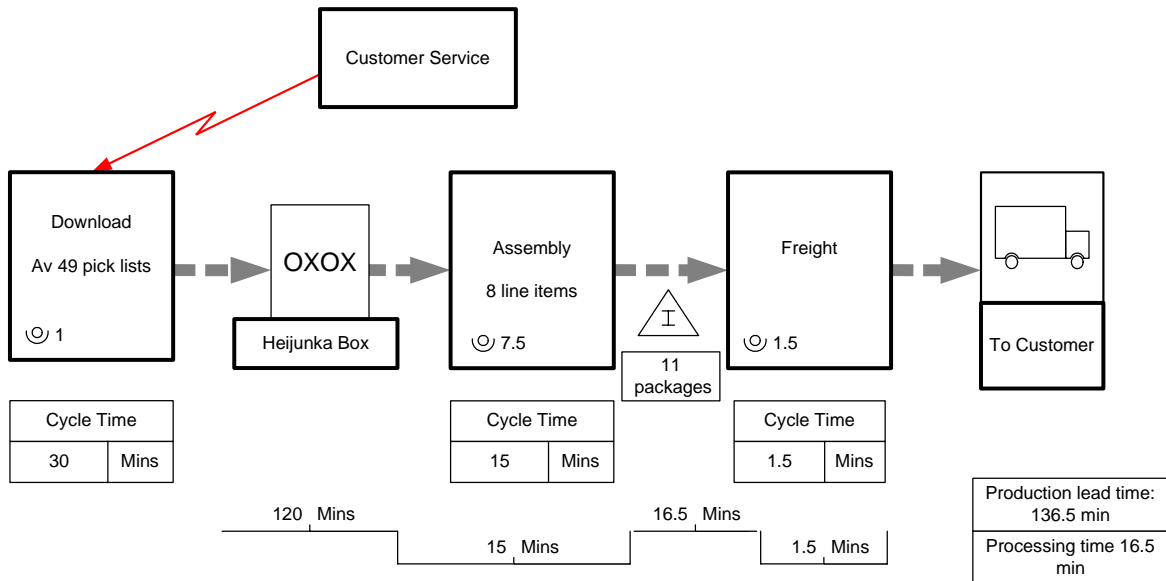 Customer Service
Download
Av 49 pick lists
1
OXOX
Heijunka Box
Assembly
8 line items
7.5
I
11
packages
Freight
1.5
To Customer
Cycle Time
30 Mins
Cycle Time
15 Mins
Cycle Time
1.5 Mins
120 Mins
15 Mins
16.5 Mins
1.5 Mins
Production lead time:
136.5 min
Processing time 16.5
min